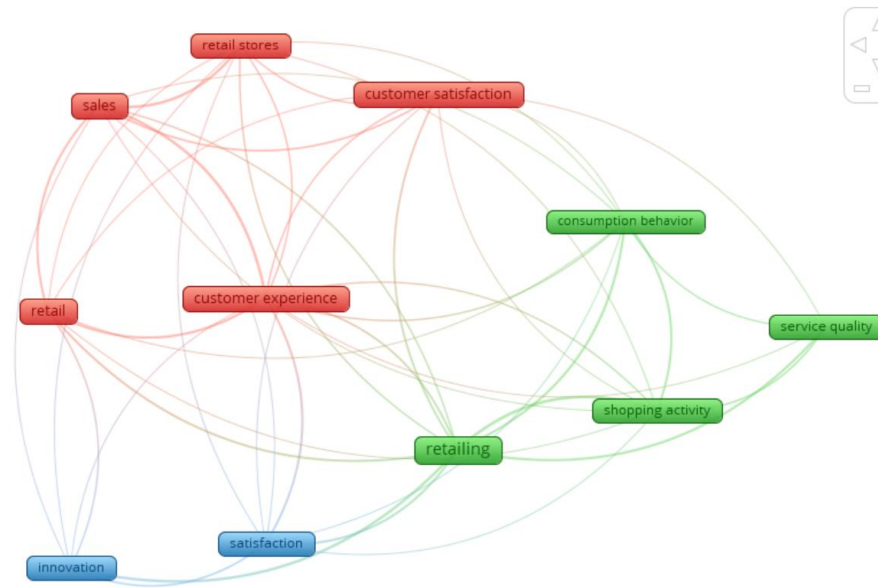 retail stores
customer satisfaction
sales
consumption behavior
customer experience
retail
service quality
shopping activity
retailing
satisfaction
innovation